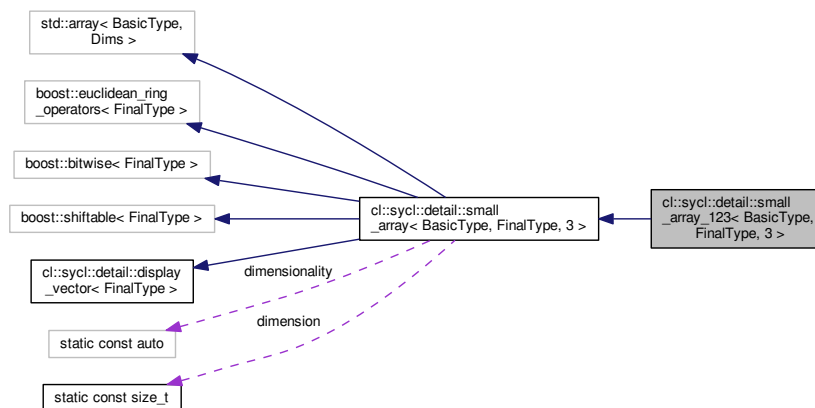 std::array< BasicType,
Dims >
boost::euclidean_ring
_operators< FinalType >
boost::bitwise< FinalType >
boost::shiftable< FinalType >
cl::sycl::detail::display
_vector< FinalType >
static const auto
static const size_t
dimensionality
dimension
cl::sycl::detail::small
_array< BasicType, FinalType, 3 >
cl::sycl::detail::small
_array_123< BasicType,
FinalType, 3 >